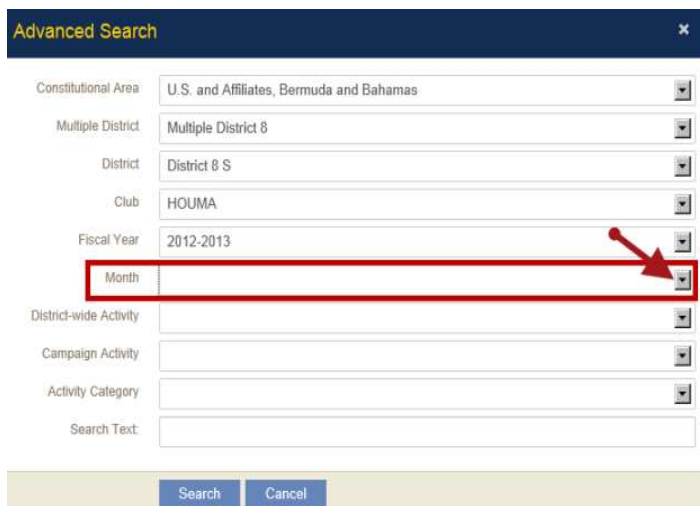 Advanced Search
Constitutional Area U.S. and Affiliates, Bermuda and Bahamas
Multiple District Multiple District 8
District District 8 S
Club HOUMA
Fiscal Year 2012-2013
Month
District-wide Activity
Campaign Activity
Activity Category
Search Text:
Search Cancel